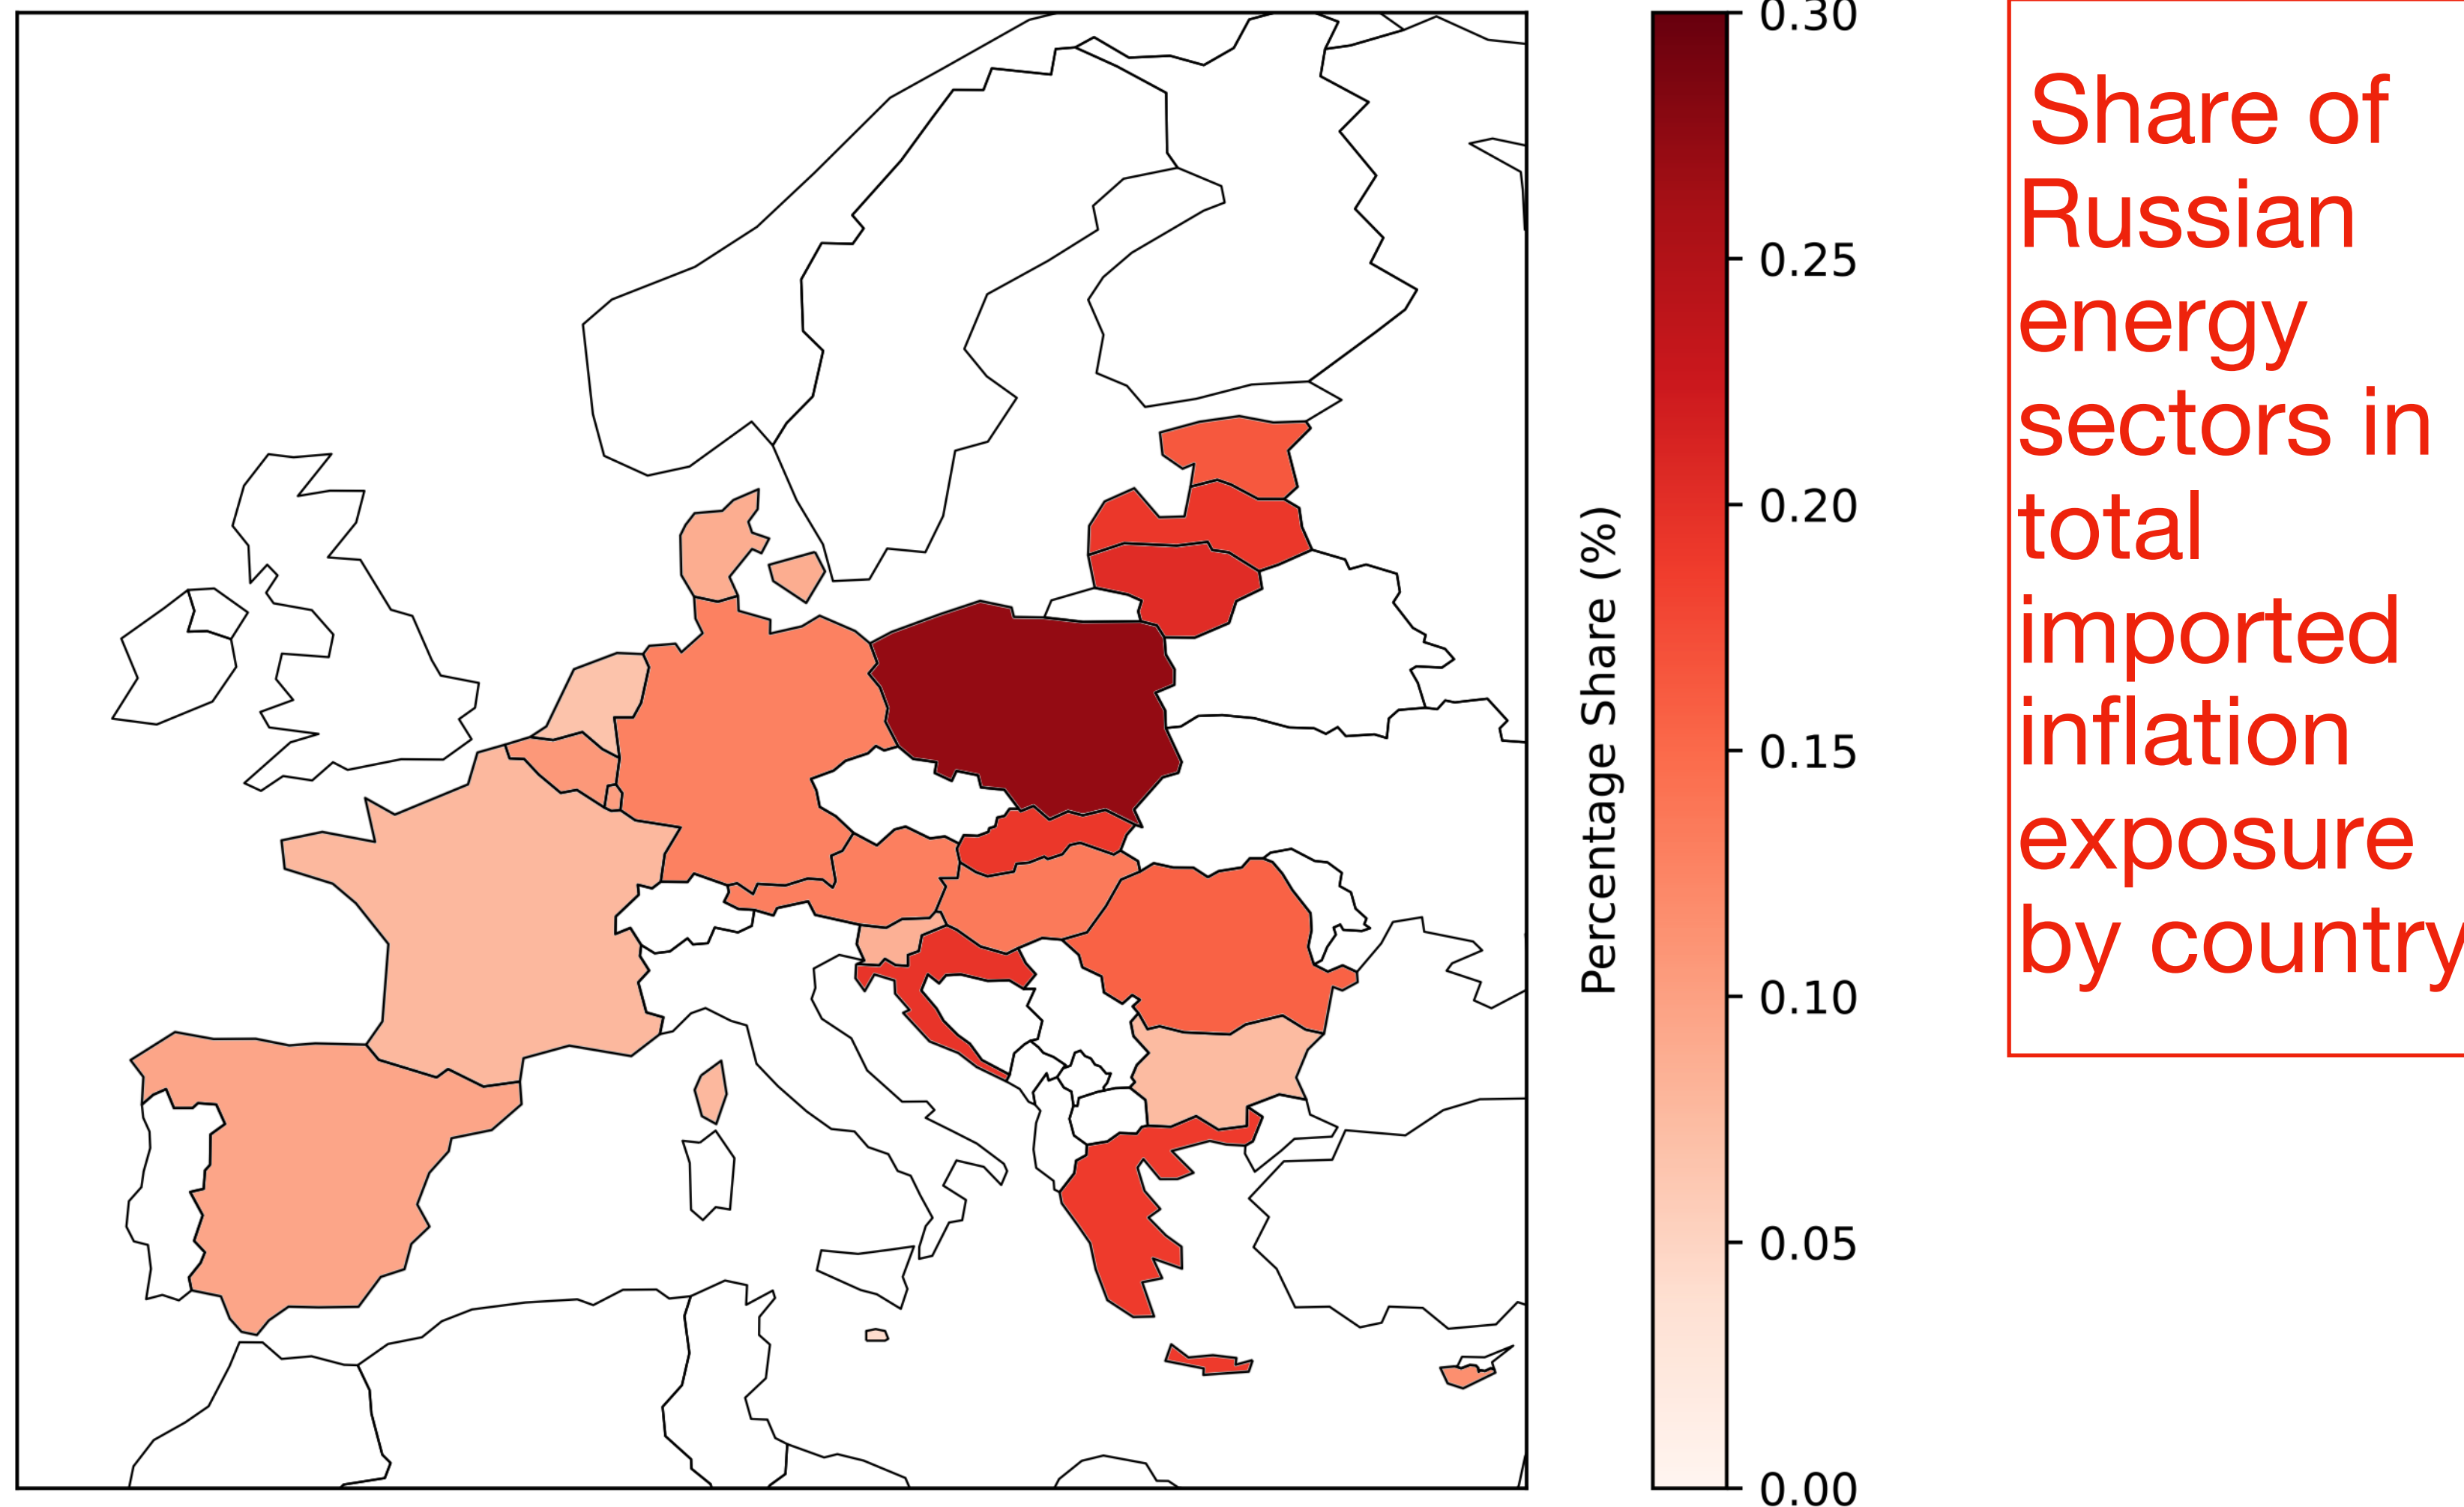 0.30
0.25
0.20
0.15
0.10
0.05
0.00
Percentage Share (%)
Share of
Russian
energy
sectors in
total
imported
inflation
exposure
by country